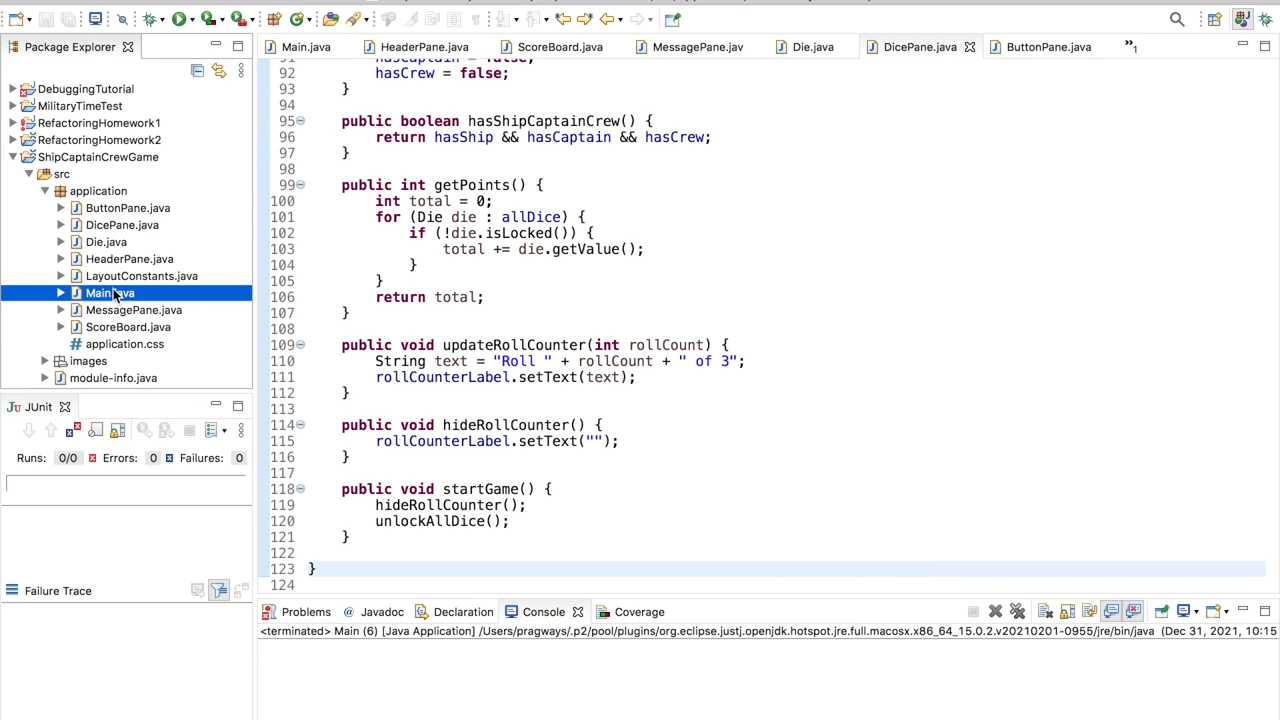 Package Explorer
Main.java
HeaderPane.java
ScoreBoard.java
MessagePane.jav
Die.java
DicePane.java
ButtonPane.java
»1
DebuggingTutorial
MilitaryTimeTest
RefactoringHomework1
RefactoringHomework2
ShipCaptainCrewGame
src
application
ButtonPane.java
DicePane.java
Die.java
HeaderPane.java
LayoutConstants.java
Main.java
MessagePane.java
ScoreBoard.java
application.css
images
module-info.java
92 hasCrew = false;
93 }
94
95 public boolean hasShipCaptainCrew() {
96 return hasShip && hasCaptain && hasCrew;
97 }
98
99 public int getPoints() {
100 int total = 0;
101 for (Die die : allDice) {
102 if (!die.isLocked()) {
103 total += die.getValue();
104 }
105 }
106 return total;
107 }
108
109 public void updateRollCounter(int rollCount) {
110 String text = "Roll " + rollCount + " of 3";
111 rollCounterLabel.setText(text);
112 }
113
114 public void hideRollCounter() {
115 rollCounterLabel.setText("");
116 }
117
118 public void startGame() {
119 hideRollCounter();
120 unlockAllDice();
121 }
122
123 }
124
JUnit
Runs: 0/0 Errors: 0 Failures: 0
Failure Trace
Problems @ Javadoc Declaration Console Coverage
<terminated> Main (6) [Java Application] /Users/pragways/.p2/pool/plugins/org.eclipse.justj.openjdk.hotspot.jre.full.macosx.x86_64_15.0.2.v20210201-0955/jre/bin/java (Dec 31, 2021, 10:15